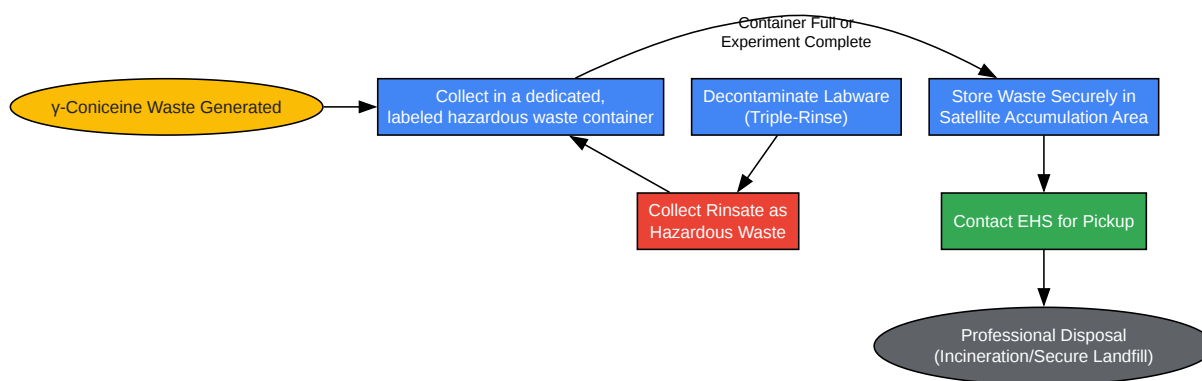 Container Full or
Experiment Complete
γ-Coniceine Waste Generated
Collect in a dedicated,
labeled hazardous waste container
Decontaminate Labware
(Triple-Rinse)
Store Waste Securely in
Satellite Accumulation Area
Collect Rinsate as
Hazardous Waste
Contact EHS for Pickup
Professional Disposal
(Incineration/Secure Landfill)